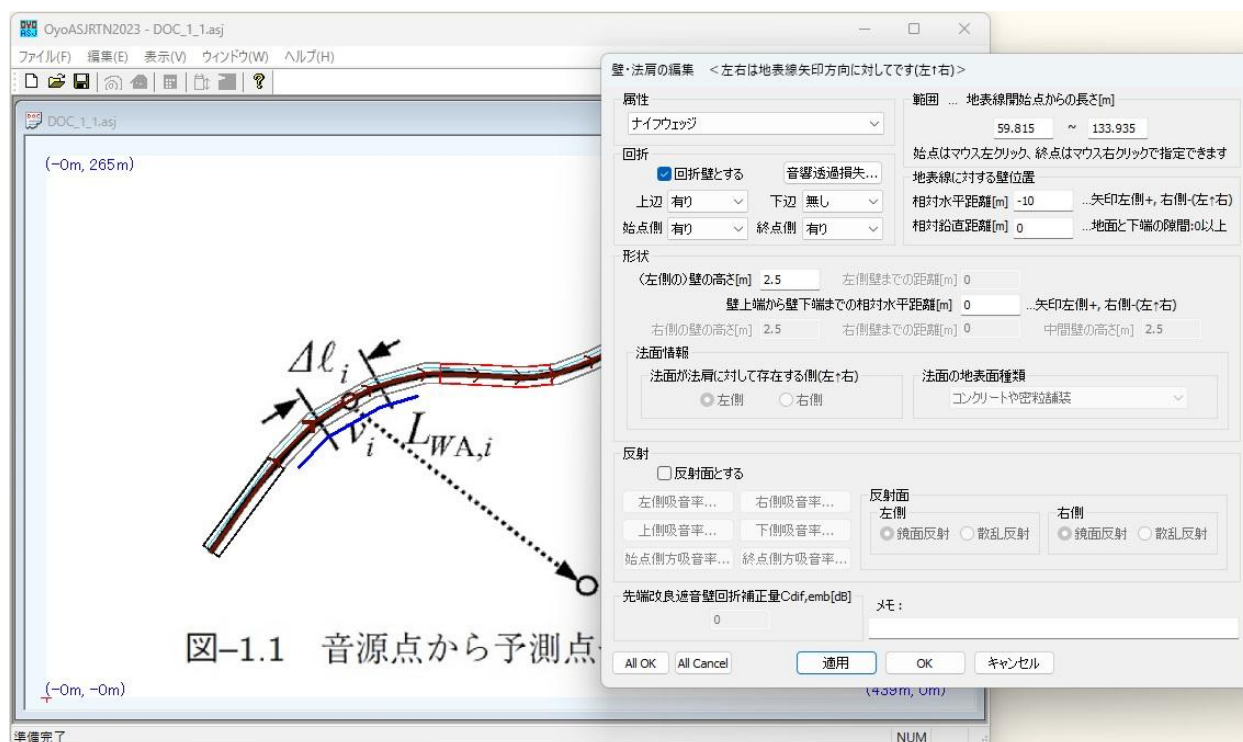 OyoASJRTN2023 - DOC_1_1.asj
ファイル(F) 編集(E) 表示(V) ウィンドウ(W) ヘルプ(H)
DOC_1_1.asj
(-0m, 265m)
Δℓi
vi
LWA,i
図-1.1 音源点から予測点
(-0m, -0m)
(439m, 0m)
準備完了
NUM
壁・法肩の編集 <左右は地表線矢印方向に対してです(左↑右)>
属性
ナイフウェッジ
範囲 ... 地表線開始点からの長さ[m]
59.815 ~ 133.935
始点はマウス左クリック、終点はマウス右クリックで指定できます
回折
回折壁とする 音響透過損失...
上辺 有り 下辺 無し
始点側 有り 終点側 有り
地表線に対する壁位置
相対水平距離[m] -10 ...矢印左側+, 右側-(左↑右)
相対鉛直距離[m] 0 ...地面と下端の隙間:0以上
形状
(左側の)壁の高さ[m] 2.5 左側壁までの距離[m] 0
壁上端から壁下端までの相対水平距離[m] 0 ...矢印左側+, 右側-(左↑右)
右側の壁の高さ[m] 2.5 右側壁までの距離[m] 0 中間壁の高さ[m] 2.5
法面情報
法面が法肩に対して存在する側(左↑右)
左側 右側
法面の地表面種類
コンクリートや密粒舗装
反射
反射面とする
左側吸音率... 右側吸音率...
上側吸音率... 下側吸音率...
始点側方吸音率... 終点側方吸音率...
反射面
左側
鏡面反射 散乱反射
右側
鏡面反射 散乱反射
先端改良遮音壁回折補正量Cdif,emb[dB]
0
メモ:
All OK All Cancel 適用 OK キャンセル